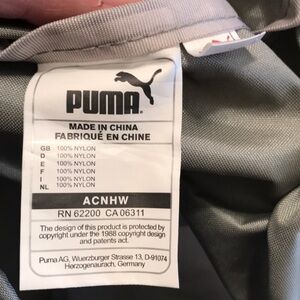 PUMA
MADE IN CHINA
FABRIQUÉ EN CHINE
GB 100% NYLON
D 100% NYLON
E 100% NYLON
F 100% NYLON
I 100% NYLON
NL 100% NYLON
ACNHW
RN 62200 CA 06311
The design of this product is protected by
copyright under the 1988 copyright design
and patents act.
Puma AG, Wuerzburger Strasse 13, D-91074
Herzogenaurach, Germany